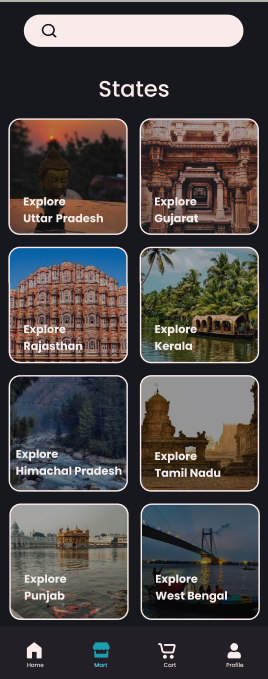 States
Explore
Uttar Pradesh
Explore
Gujarat
Explore
Rajasthan
Explore
Kerala
Explore
Himachal Pradesh
Explore
Tamil Nadu
Explore
Punjab
Explore
West Bengal
Home
Mart
Cart
Profile